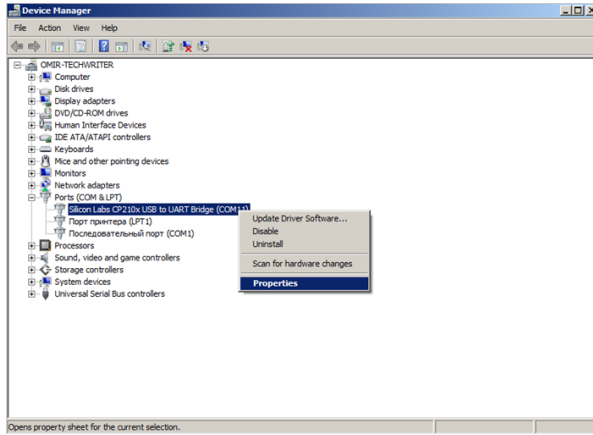 Device Manager
File Action View Help
OMIR-TECHWRITER
Computer
Disk drives
Display adapters
DVD/CD-ROM drives
Human Interface Devices
IDE ATA/ATAPI controllers
Keyboards
Mice and other pointing devices
Monitors
Network adapters
Ports (COM & LPT)
Silicon Labs CP210x USB to UART Bridge (COM11)
Порт принтера (LPT1)
Последовательный порт (COM1)
Processors
Sound, video and game controllers
Storage controllers
System devices
Universal Serial Bus controllers
Update Driver Software...
Disable
Uninstall
Scan for hardware changes
Properties
Opens property sheet for the current selection.